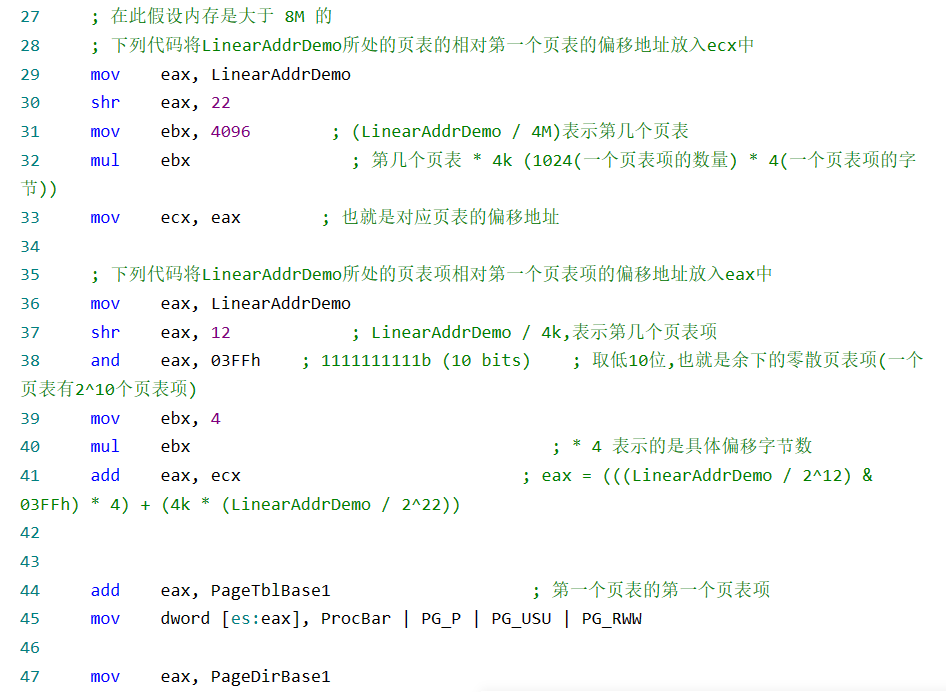 27 ; 在此假设内存是大于 8M 的
28 ; 下列代码将LinearAddrDemo所处的页表的相对第一个页表的偏移地址放入ecx中
29 mov eax, LinearAddrDemo
30 shr eax, 22
31 mov ebx, 4096 ; (LinearAddrDemo / 4M)表示第几个页表
32 mul ebx ; 第几个页表 * 4k (1024(一个页表项的数量) * 4(一个页表项的字
节))
33 mov ecx, eax ; 也就是对应页表的偏移地址
34
35 ; 下列代码将LinearAddrDemo所处的页表项相对第一个页表项的偏移地址放入eax中
36 mov eax, LinearAddrDemo
37 shr eax, 12 ; LinearAddrDemo / 4k,表示第几个页表项
38 and eax, 03FFh ; 1111111111b (10 bits) ; 取低10位,也就是余下的零散页表项(一个
页表有2^10个页表项)
39 mov ebx, 4
40 mul ebx ; * 4 表示的是具体偏移字节数
41 add eax, ecx ; eax = (((LinearAddrDemo / 2^12) &
03FFh) * 4) + (4k * (LinearAddrDemo / 2^22))
42
43
44 add eax, PageTblBase1 ; 第一个页表的第一个页表项
45 mov dword [es:eax], ProcBar | PG_P | PG_USU | PG_RWW
46
47 mov eax, PageDirBase1